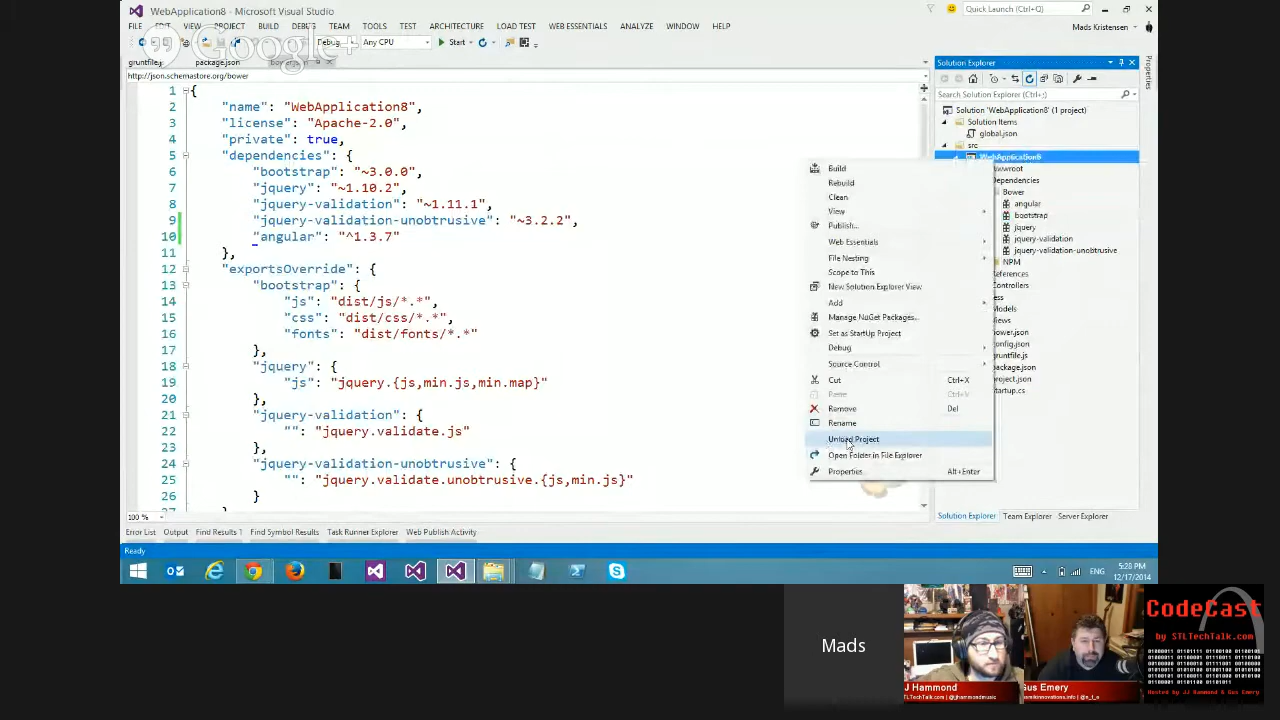 WebApplication8 - Microsoft Visual Studio
Quick Launch (Ctrl+Q)
FILE
VIEW
PROJECT
BUILD
DEBUG
TEAM
TOOLS
TEST
ARCHITECTURE
LOAD TEST
WEB ESSENTIALS
ANALYZE
WINDOW
HELP
Mads Kristensen
Google+
Debug
Any CPU
Start
gruntfile.js
package.json
http://json.schemastore.org/bower
1 {
2 "name": "WebApplication8",
3 "license": "Apache-2.0",
4 "private": true,
5 "dependencies": {
6 "bootstrap": "~3.0.0",
7 "jquery": "~1.10.2",
8 "jquery-validation": "~1.11.1",
9 "jquery-validation-unobtrusive": "~3.2.2",
10 "angular": "^1.3.7"
11 },
12 "exportsOverride": {
13 "bootstrap": {
14 "js": "dist/js/*.*",
15 "css": "dist/css/*.*",
16 "fonts": "dist/fonts/*.*"
17 },
18 "jquery": {
19 "js": "jquery.{js,min.js,min.map}"
20 },
21 "jquery-validation": {
22 "": "jquery.validate.js"
23 },
24 "jquery-validation-unobtrusive": {
25 "": "jquery.validate.unobtrusive.{js,min.js}"
26 }
100 %
Build
Rebuild
Clean
View
Publish...
Web Essentials
File Nesting
Scope to This
New Solution Explorer View
Add
Manage NuGet Packages...
Set as StartUp Project
Debug
Source Control
Cut Ctrl+X
Paste Ctrl+V
Remove Del
Rename
Unload Project
Open Folder in File Explorer
Properties Alt+Enter
Solution Explorer
Search Solution Explorer (Ctrl+;)
Solution 'WebApplication8' (1 project)
Solution Items
global.json
src
WebApplication8
wwwroot
Dependencies
Bower
angular
bootstrap
jquery
jquery-validation
jquery-validation-unobtrusive
NPM
References
Controllers
Models
Views
bower.json
config.json
gruntfile.js
package.json
project.json
Startup.cs
Properties
Solution Explorer
Team Explorer
Server Explorer
Error List
Output
Find Results 1
Find Symbol Results
Task Runner Explorer
Web Publish Activity
Ready
ENG
5:28 PM
12/17/2014
Mads
JJ Hammond
STLTechTalk.com | @jjhammondmusic
Gus Emery
CodeCast
by STLTechTalk.com
Hosted by JJ Hammond & Gus Emery